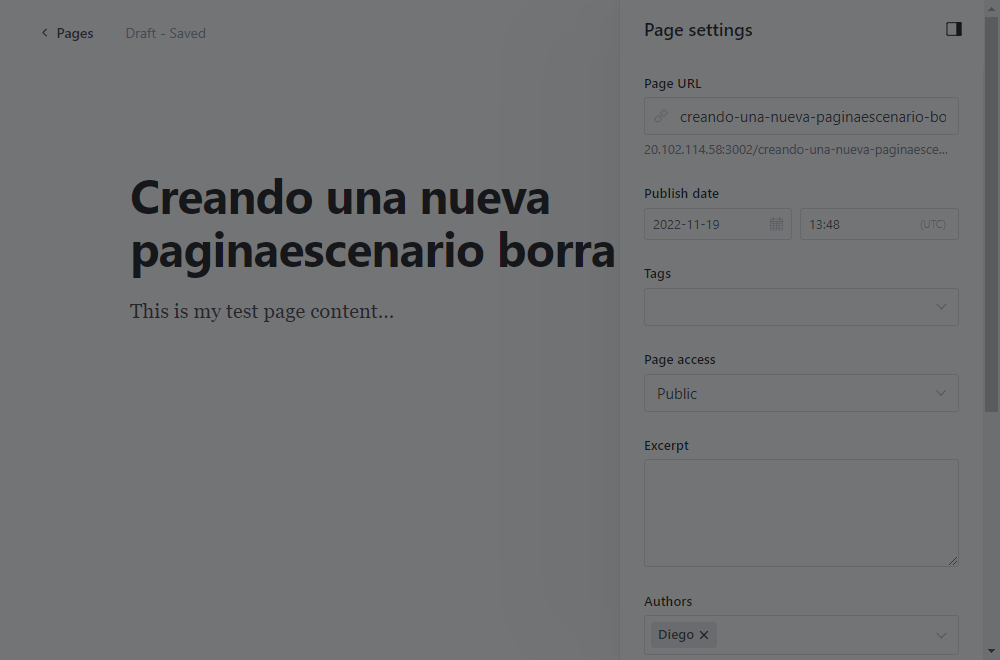 Pages
Draft - Saved
Creando una nueva
paginaescenario borra
This is my test page content...
Page settings
Page URL
creando-una-nueva-paginaescenario-bo
20.102.114.58:3002/creando-una-nueva-paginaesce...
Publish date
2022-11-19
13:48
(UTC)
Tags
Page access
Public
Excerpt
Authors
Diego